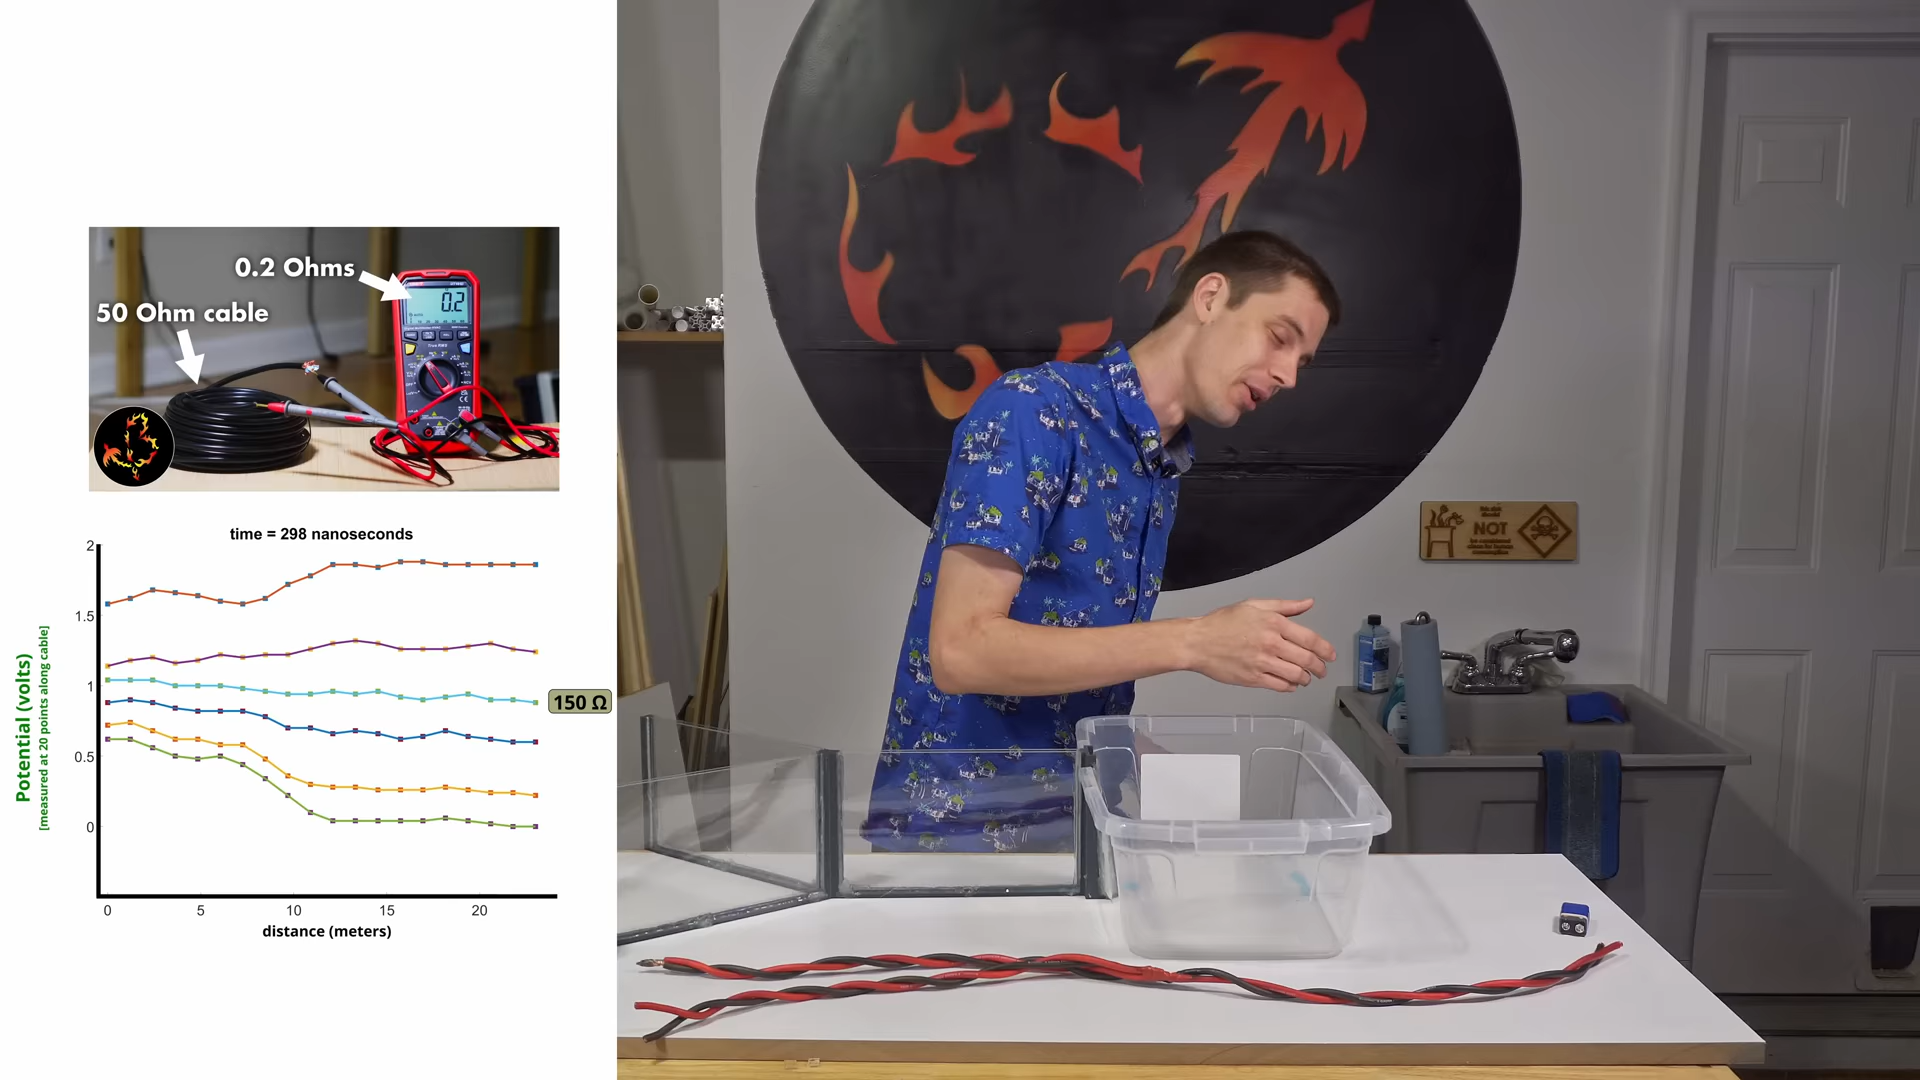 0.2 Ohms
50 Ohm cable
0.2
time = 298 nanoseconds
Potential (volts)
[measured at 20 points along cable]
2
1.5
1
0.5
0
150 Ω
0 5 10 15 20
distance (meters)
NOT